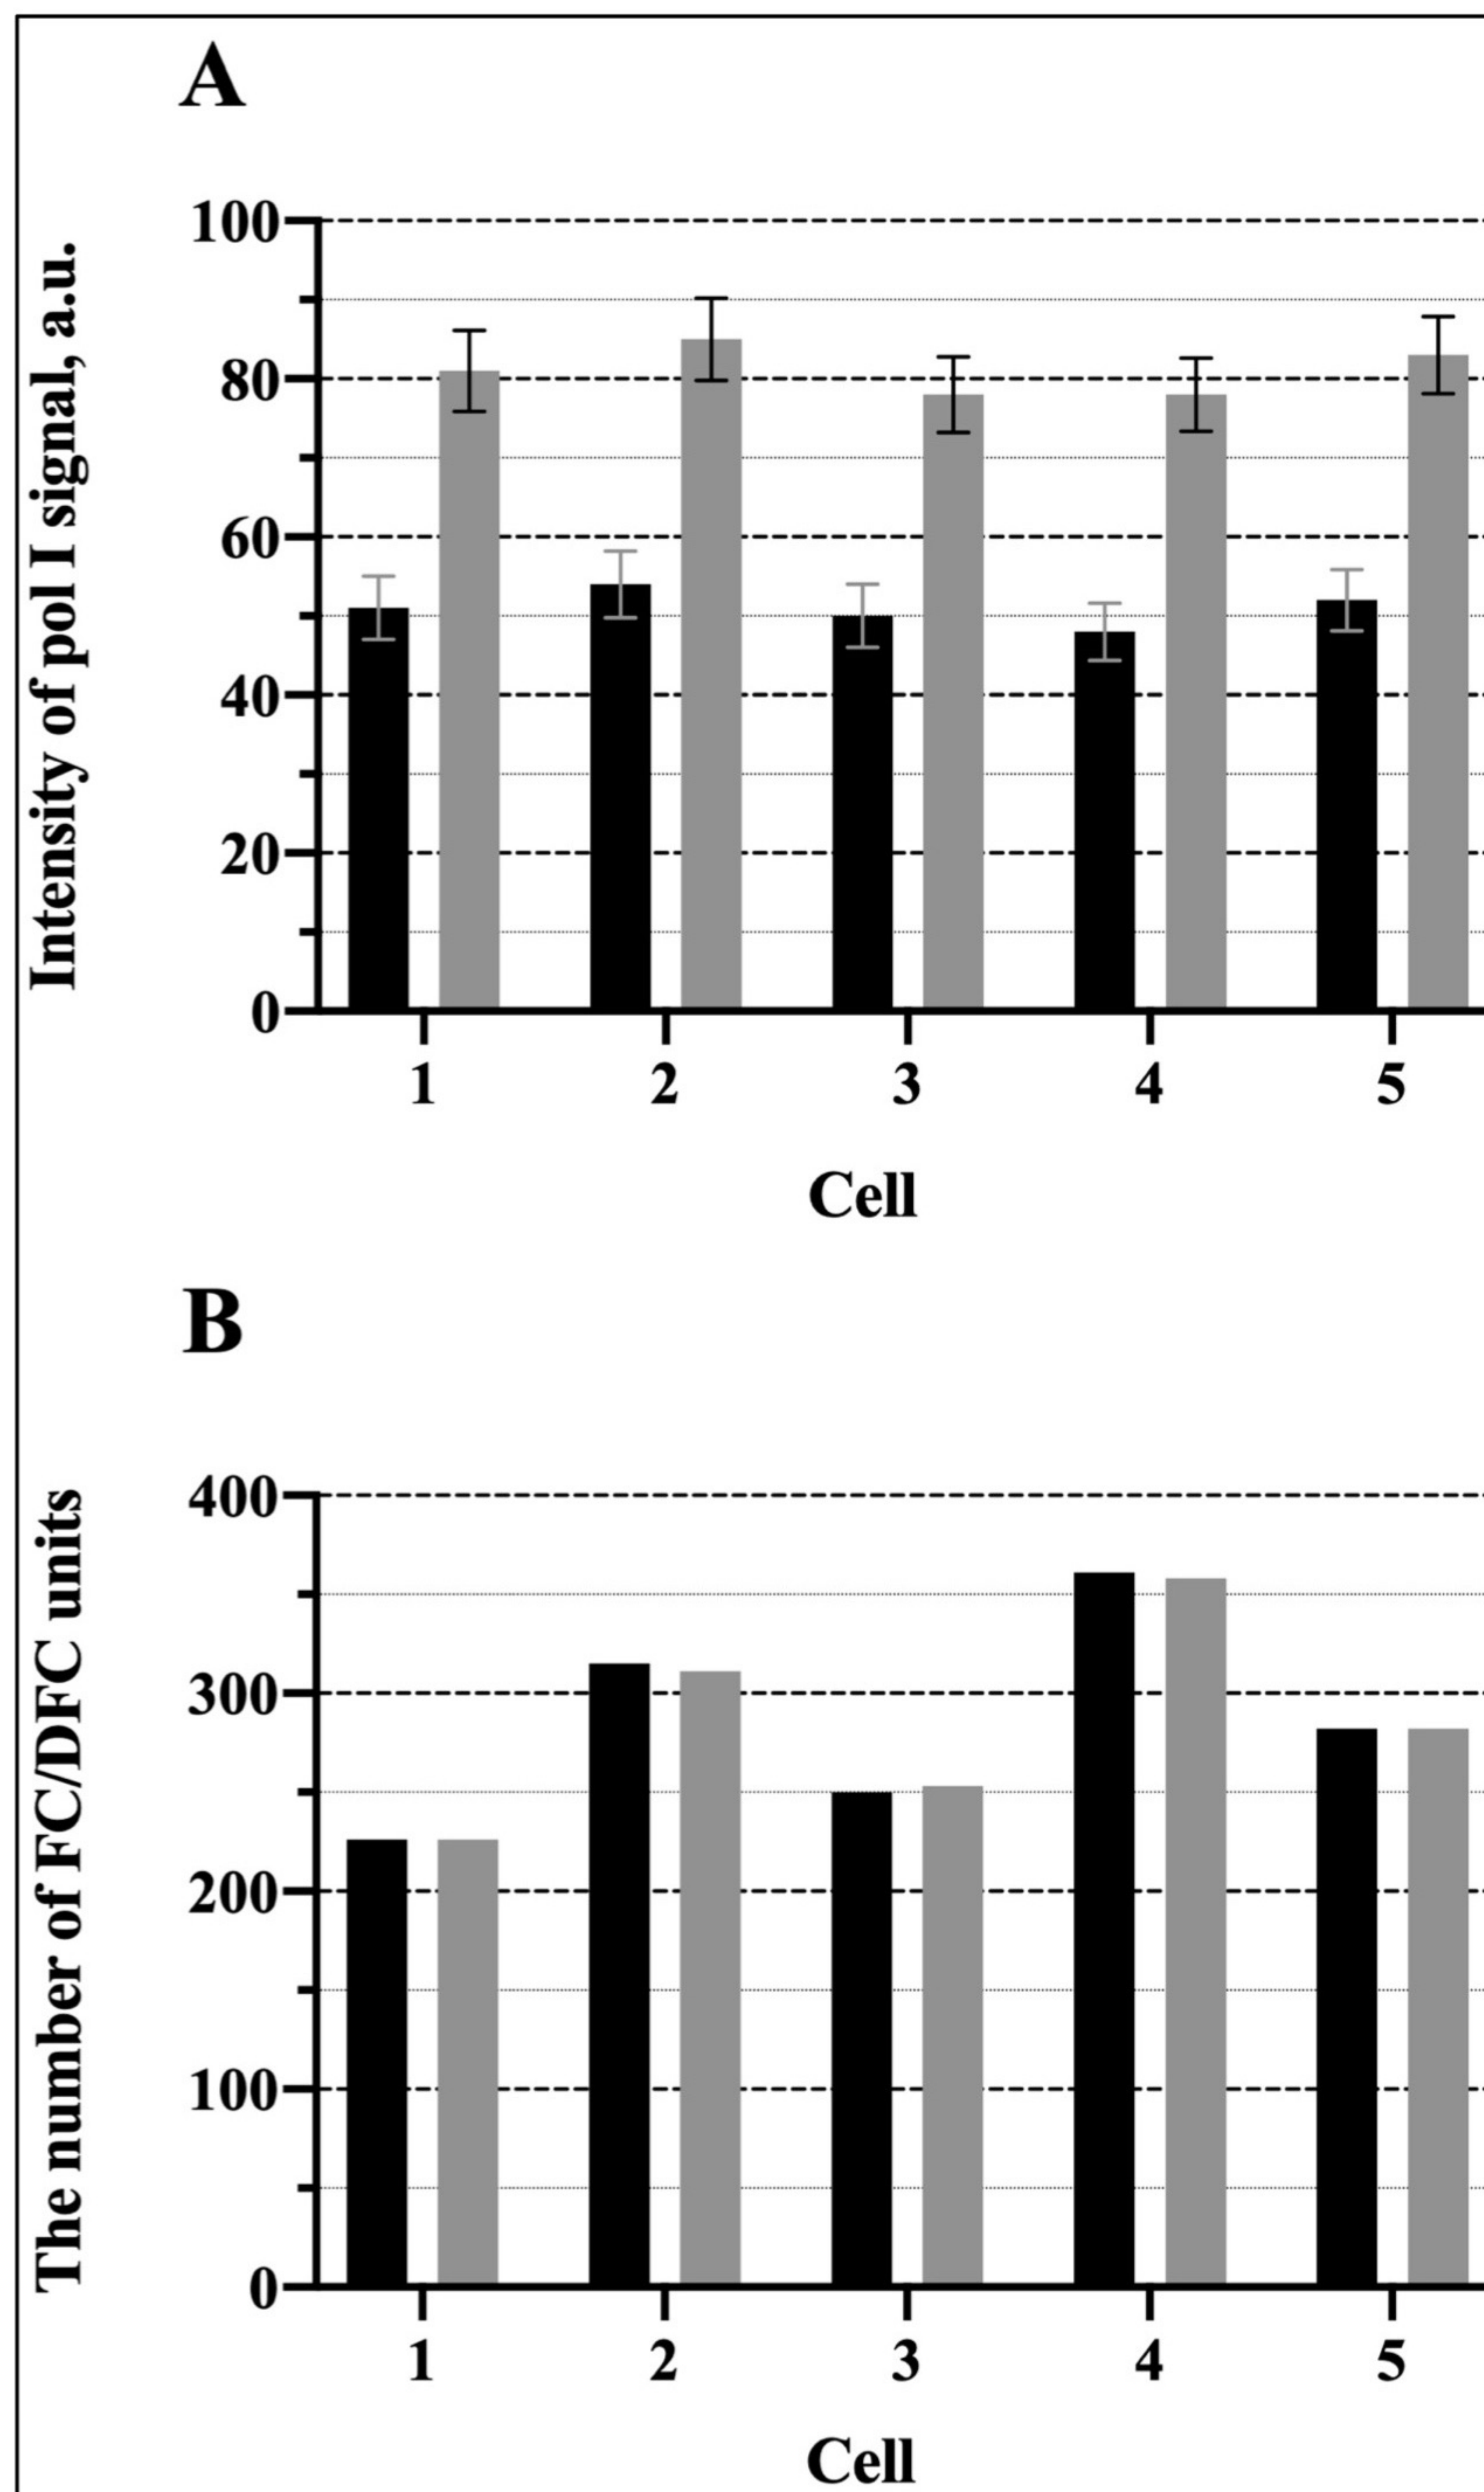 A
Intensity of pol I signal, a.u.
100
80
60
40
20
0
1 2 3 4 5
Cell
B
The number of FC/DFC units
400
300
200
100
0
1 2 3 4 5
Cell